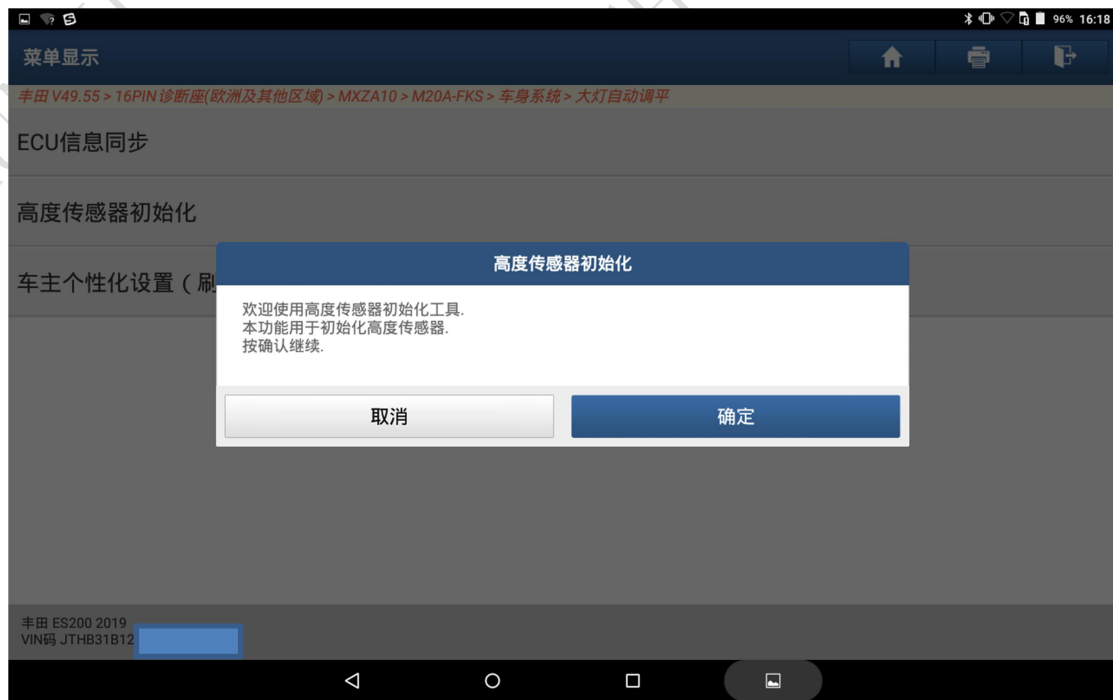 96% 16:18
菜单显示
丰田 V49.55 > 16PIN诊断座(欧洲及其他区域) > MXZA10 > M20A-FKS > 车身系统 > 大灯自动调平
ECU信息同步
高度传感器初始化
车主个性化设置（刷
高度传感器初始化
欢迎使用高度传感器初始化工具.
本功能用于初始化高度传感器.
按确认继续.
取消
确定
丰田 ES200 2019
VIN码 JTHB31B12